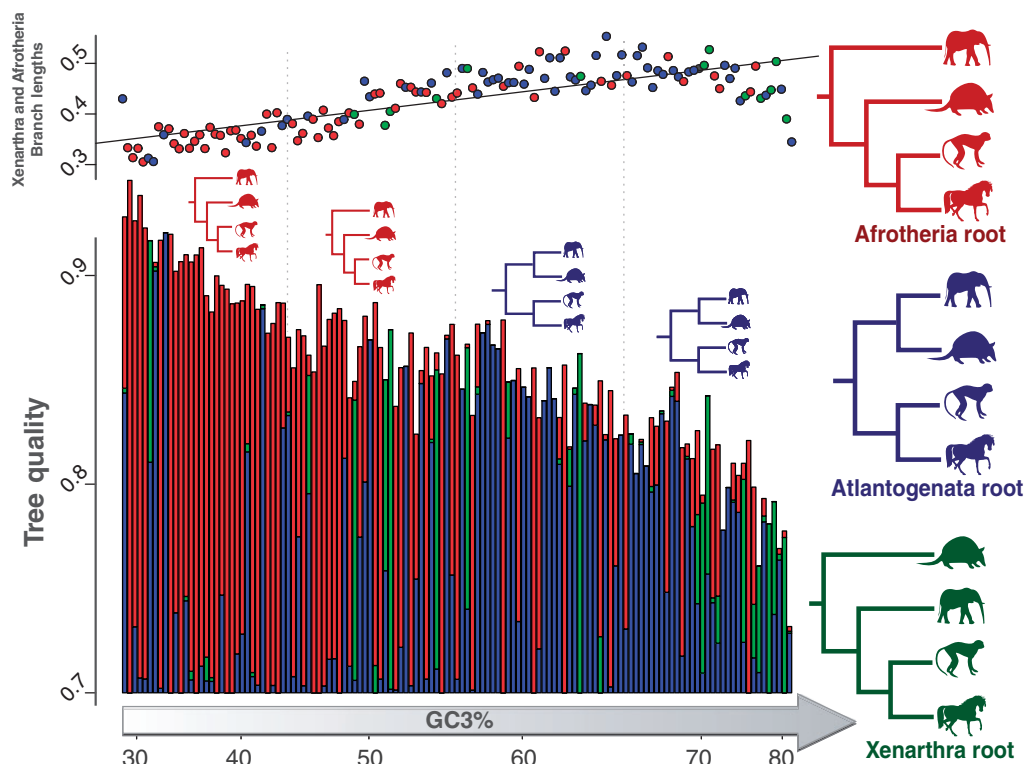 Xenarthra and Afrotheria
Branch lengths
0.5
0.4
0.3
Afrotheria root
Tree quality
0.9
0.8
0.7
Atlantogenata root
Xenarthra root
GC3%
30 40 50 60 70 80